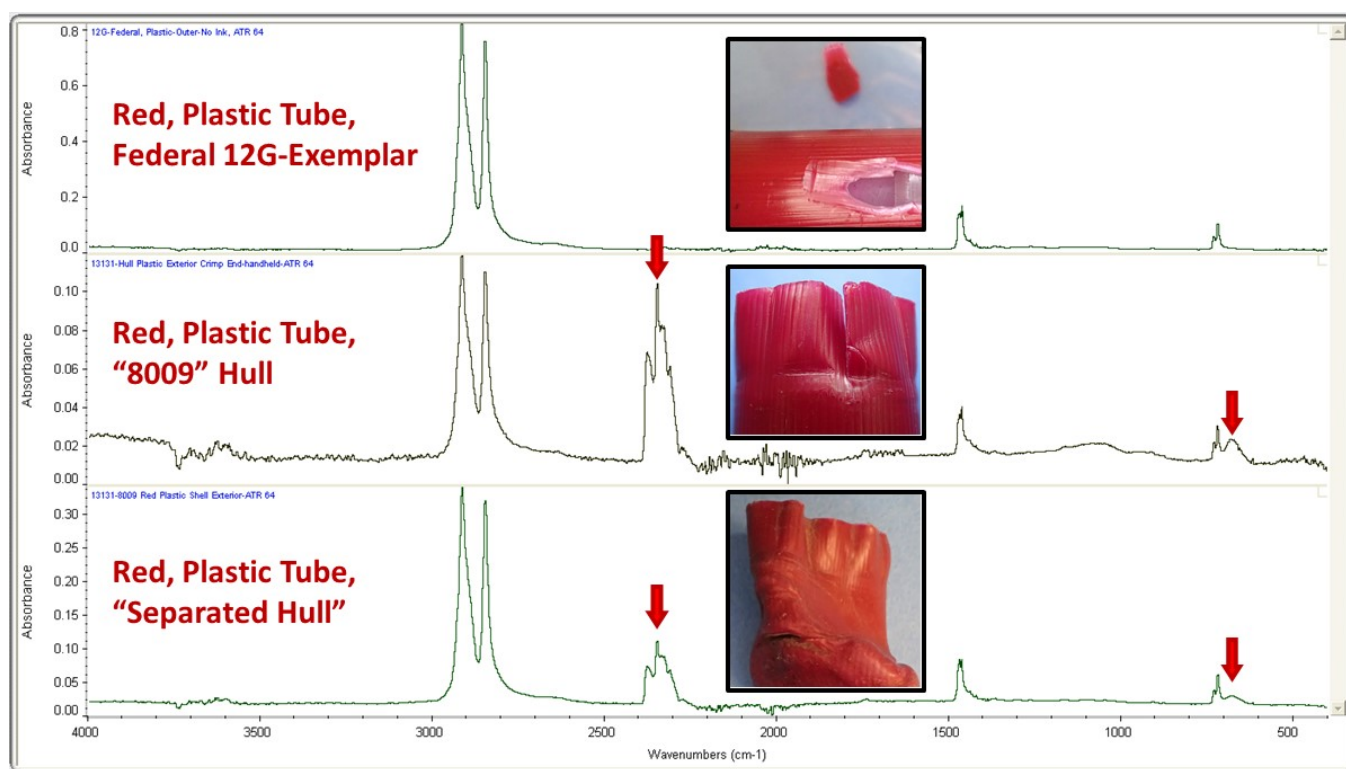 12G-Federal, Plastic-Outer-No Ink, ATR 64
0.8
0.6
0.4
0.2
0.0
Absorbance
Red, Plastic Tube,
Federal 12G-Exemplar
13131-Hull Plastic Exterior Crimp End-handheld-ATR 64
0.10
0.08
0.06
0.04
0.02
0.00
Absorbance
Red, Plastic Tube,
“8009” Hull
13131-8009 Red Plastic Shell Exterior-ATR 64
0.30
0.25
0.20
0.15
0.10
0.05
0.00
Absorbance
Red, Plastic Tube,
“Separated Hull”
4000 3500 3000 2500 2000 1500 1000 500
Wavenumbers (cm-1)